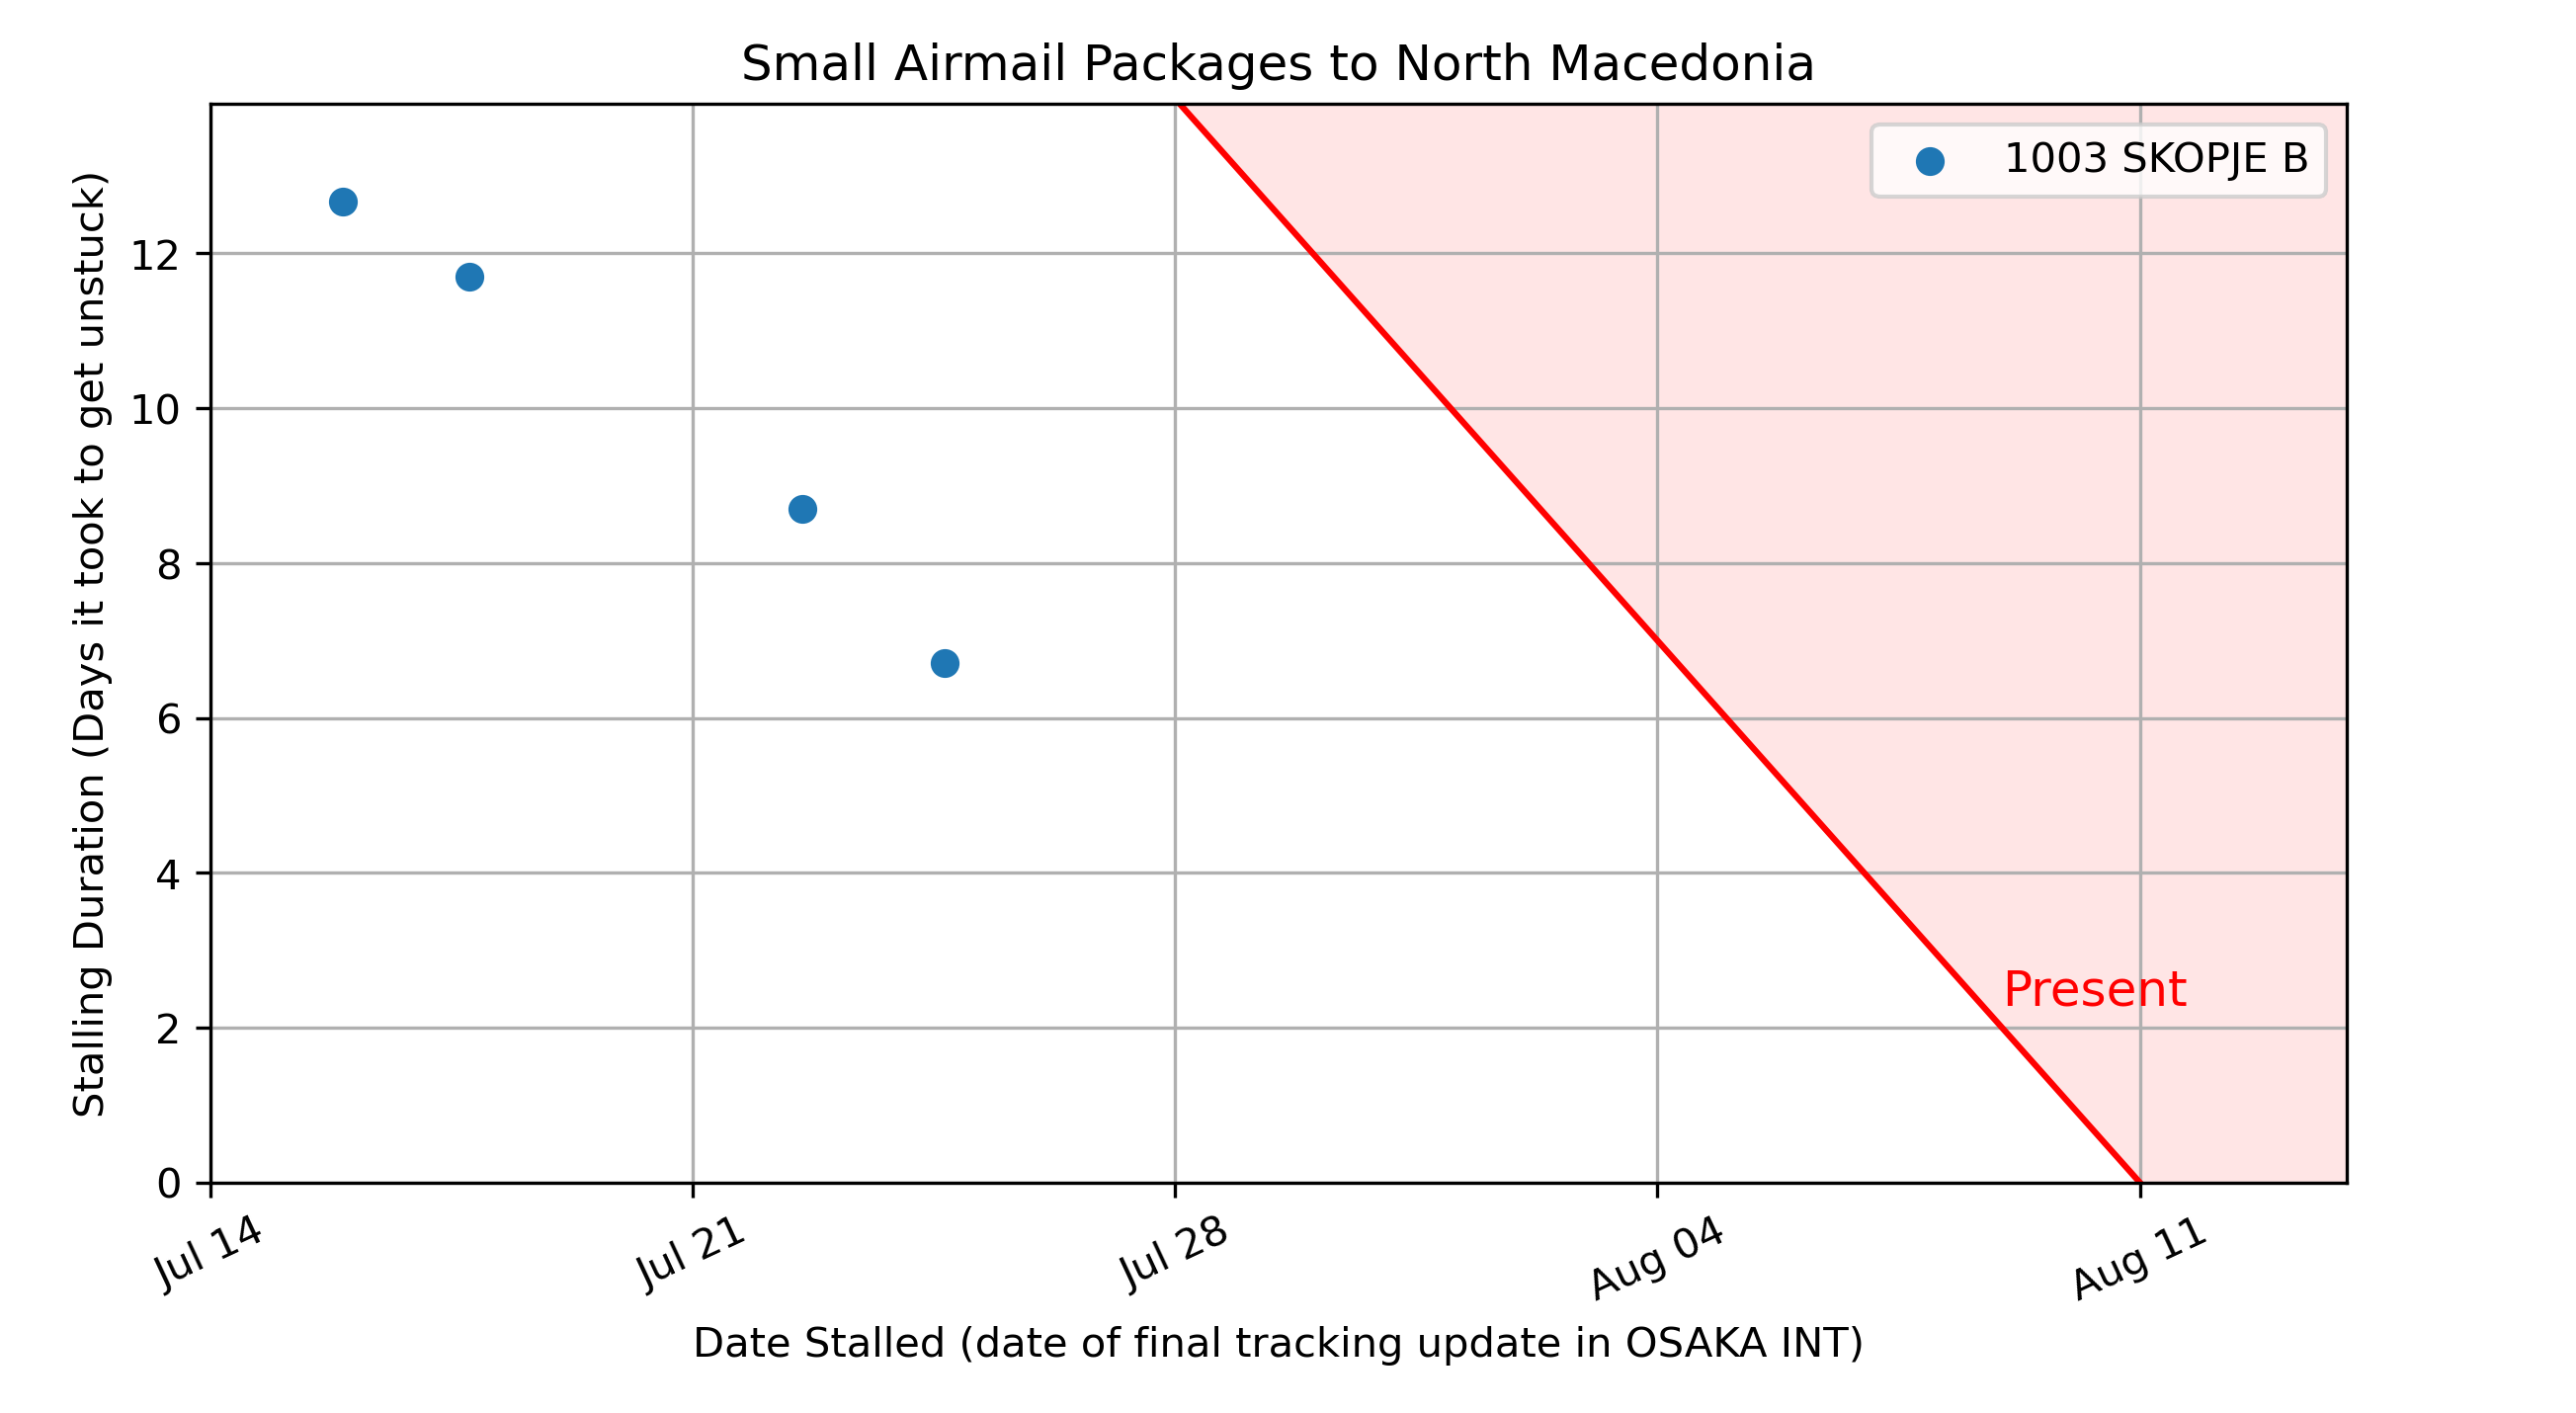 Small Airmail Packages to North Macedonia
1003 SKOPJE B
Stalling Duration (Days it took to get unstuck)
12
10
8
6
4
2
0
Present
Jul 14
Jul 21
Jul 28
Aug 04
Aug 11
Date Stalled (date of final tracking update in OSAKA INT)